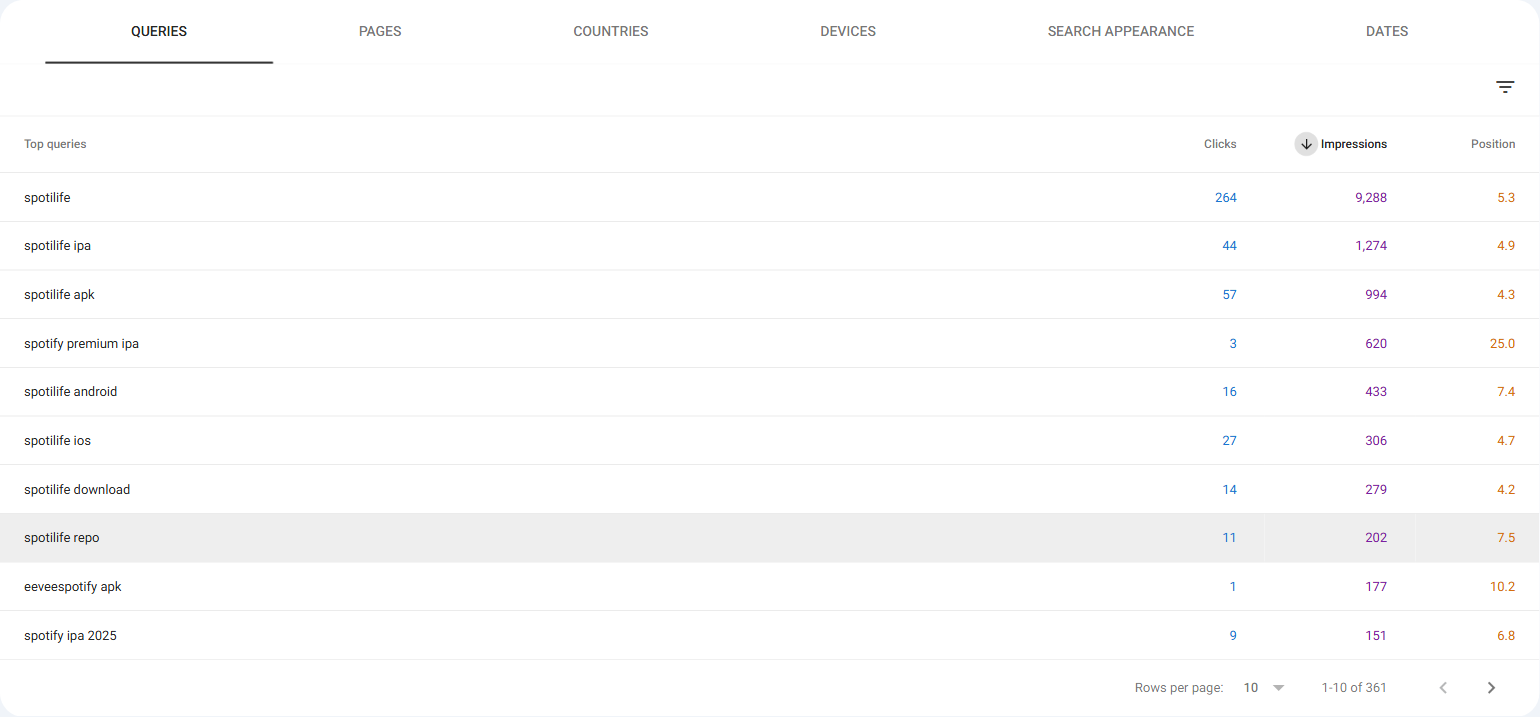 QUERIES PAGES COUNTRIES DEVICES SEARCH APPEARANCE DATES
Top queries Clicks Impressions Position
spotilife 264 9,288 5.3
spotilife ipa 44 1,274 4.9
spotilife apk 57 994 4.3
spotify premium ipa 3 620 25.0
spotilife android 16 433 7.4
spotilife ios 27 306 4.7
spotilife download 14 279 4.2
spotilife repo 11 202 7.5
eeveespotify apk 1 177 10.2
spotify ipa 2025 9 151 6.8
Rows per page: 10 1-10 of 361